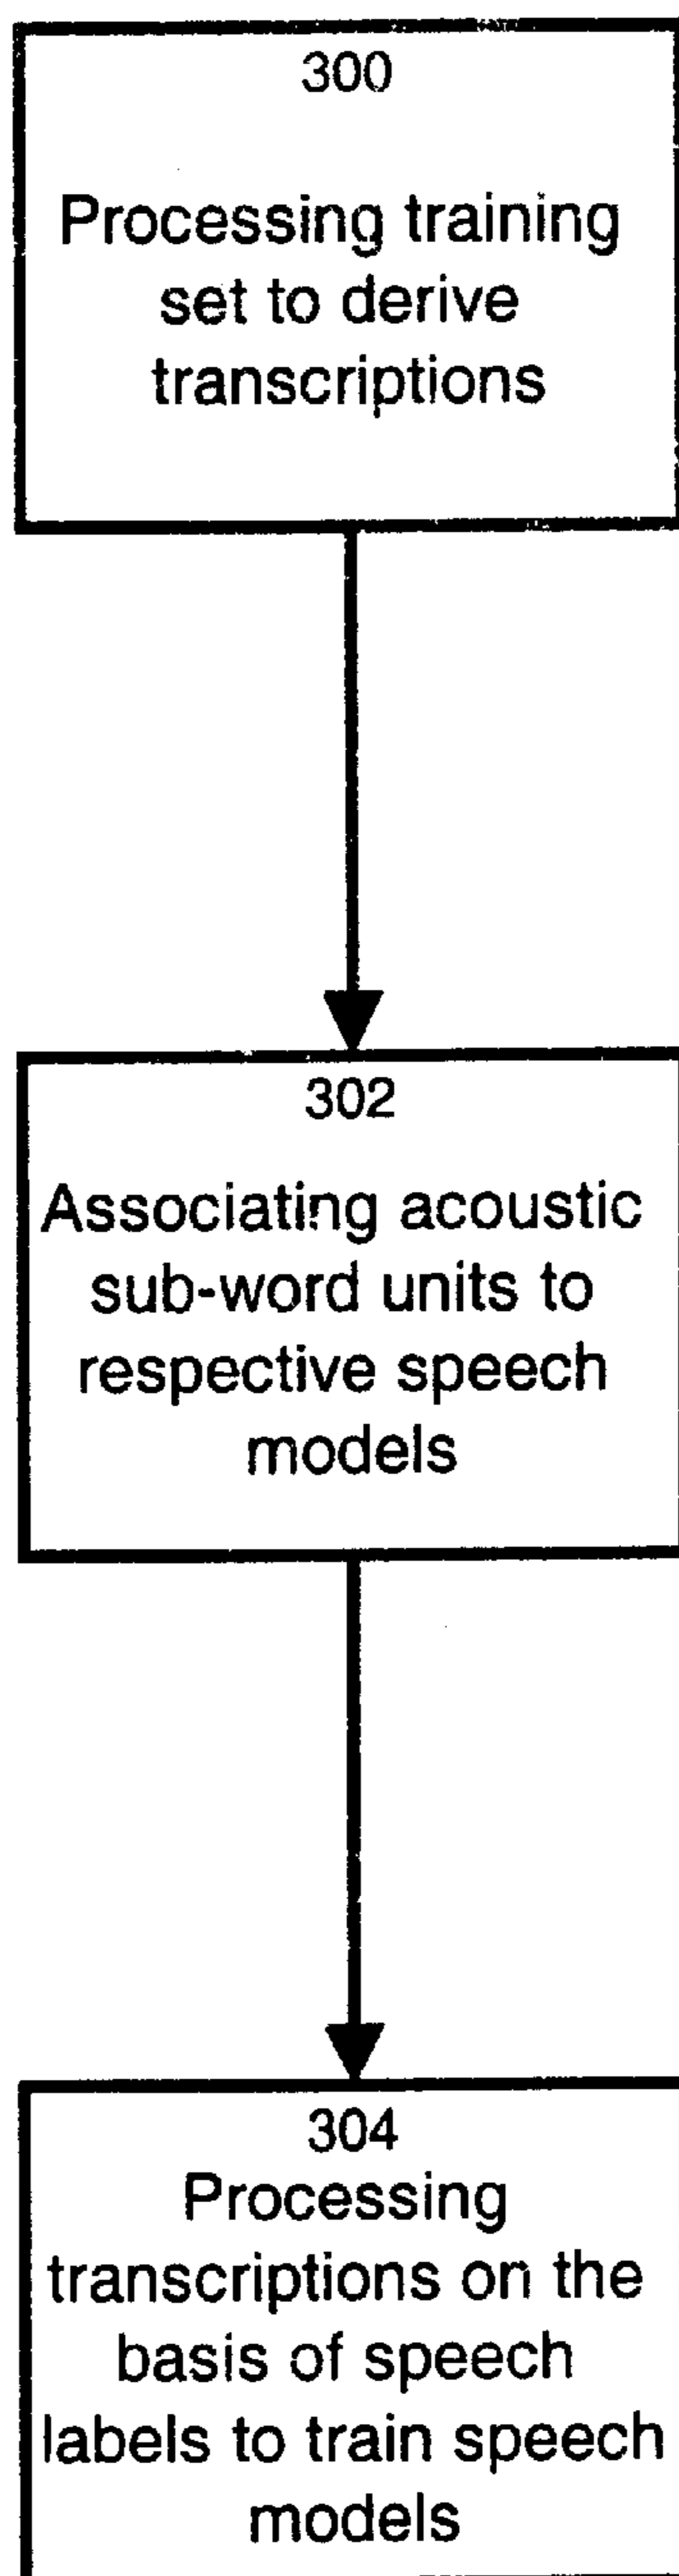 300
Processing training
set to derive
transcriptions
302
Associating acoustic
sub-word units to
respective speech
models
304
Processing
transcriptions on the
basis of speech
labels to train speech
models